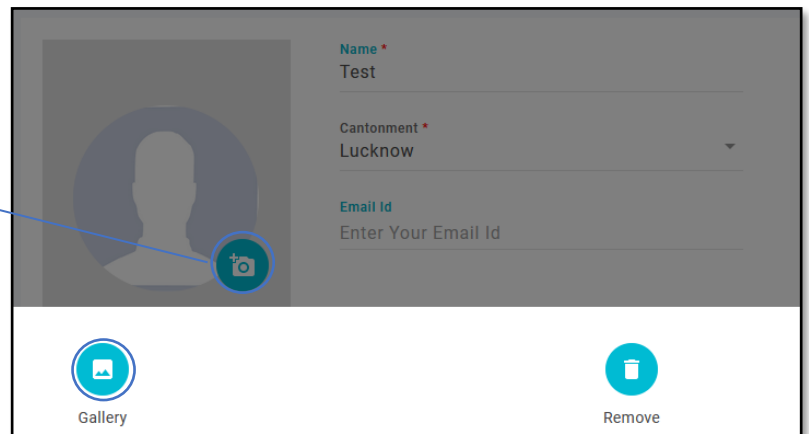 Name *
Test
Cantonment *
Lucknow
Email Id
Enter Your Email Id
Gallery
Remove